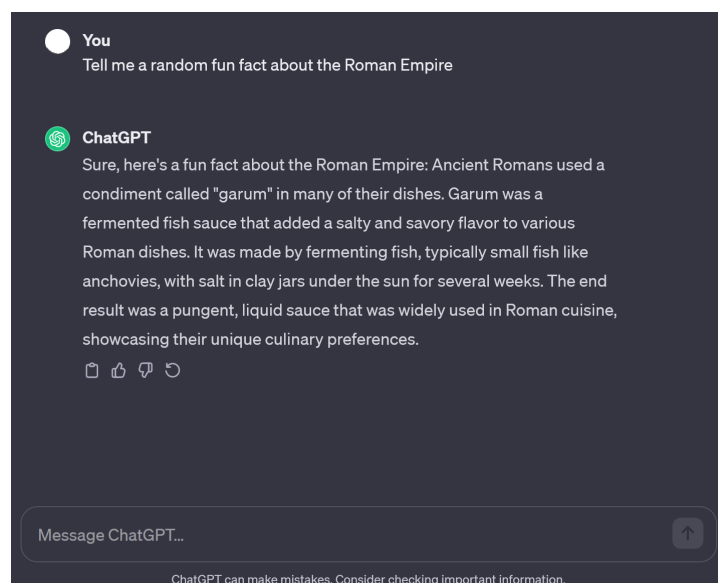 You
Tell me a random fun fact about the Roman Empire
ChatGPT
Sure, here's a fun fact about the Roman Empire: Ancient Romans used a
condiment called "garum" in many of their dishes. Garum was a
fermented fish sauce that added a salty and savory flavor to various
Roman dishes. It was made by fermenting fish, typically small fish like
anchovies, with salt in clay jars under the sun for several weeks. The end
result was a pungent, liquid sauce that was widely used in Roman cuisine,
showcasing their unique culinary preferences.
Message ChatGPT...
ChatGPT can make mistakes. Consider checking important information.